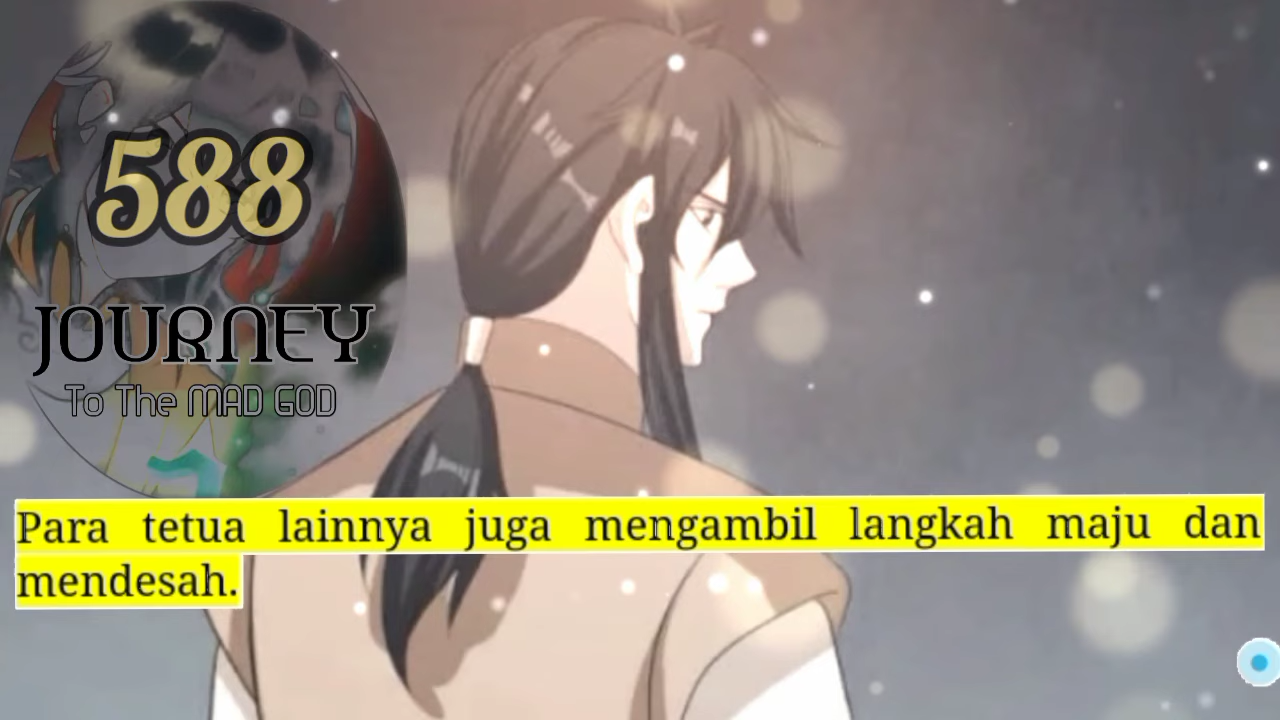 588
JOURNEY
To The MAD GOD
Para tetua lainnya juga mengambil langkah maju dan
mendesah.